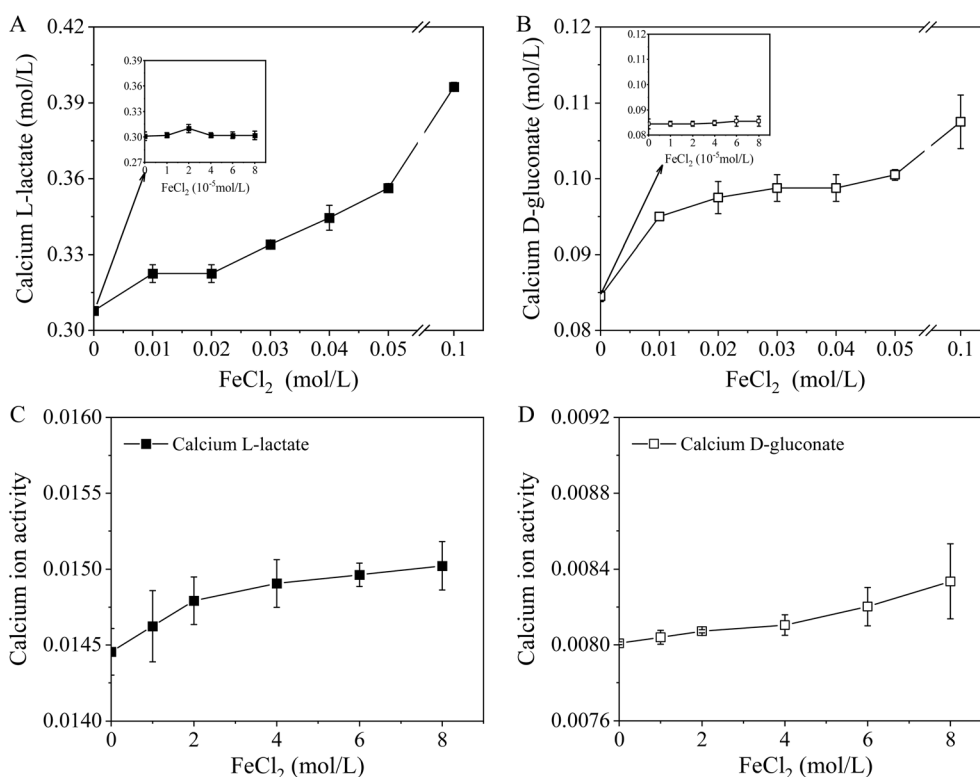 A
Calcium L-lactate (mol/L)
0.42
0.39
0.36
0.33
0.30
0 0.01 0.02 0.03 0.04 0.05 0.1
FeCl2 (mol/L)
0.39
0.36
0.33
0.30
0.27
0 1 2 4 6 8
FeCl2 (10-5mol/L)
B
Calcium D-gluconate (mol/L)
0.12
0.11
0.10
0.09
0.08
0 0.01 0.02 0.03 0.04 0.05 0.1
FeCl2 (mol/L)
0.12
0.11
0.10
0.09
0.08
0 1 2 4 6 8
FeCl2 (10-5mol/L)
C
Calcium ion activity
0.0160
0.0155
0.0150
0.0145
0.0140
Calcium L-lactate
0 2 4 6 8
FeCl2 (mol/L)
D
Calcium ion activity
0.0092
0.0088
0.0084
0.0080
0.0076
Calcium D-gluconate
0 2 4 6 8
FeCl2 (mol/L)